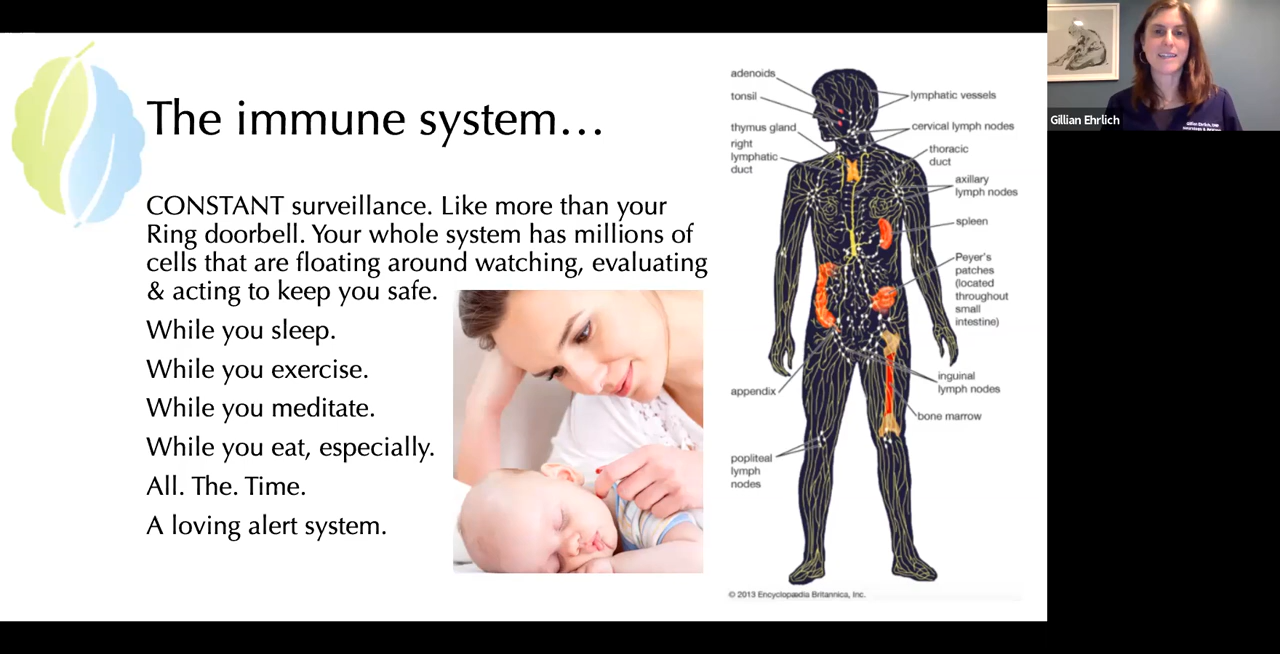 The immune system…
CONSTANT surveillance. Like more than your
Ring doorbell. Your whole system has millions of
cells that are floating around watching, evaluating
& acting to keep you safe.
While you sleep.
While you exercise.
While you meditate.
While you eat, especially.
All. The. Time.
A loving alert system.
adenoids
tonsil
thymus gland
right
lymphatic
duct
appendix
popliteal
lymph
nodes
lymphatic vessels
cervical lymph nodes
thoracic
duct
axillary
lymph nodes
spleen
Peyer's
patches
(located
throughout
small
intestine)
inguinal
lymph nodes
bone marrow
© 2013 Encyclopædia Britannica, Inc.
Gillian Ehrlich